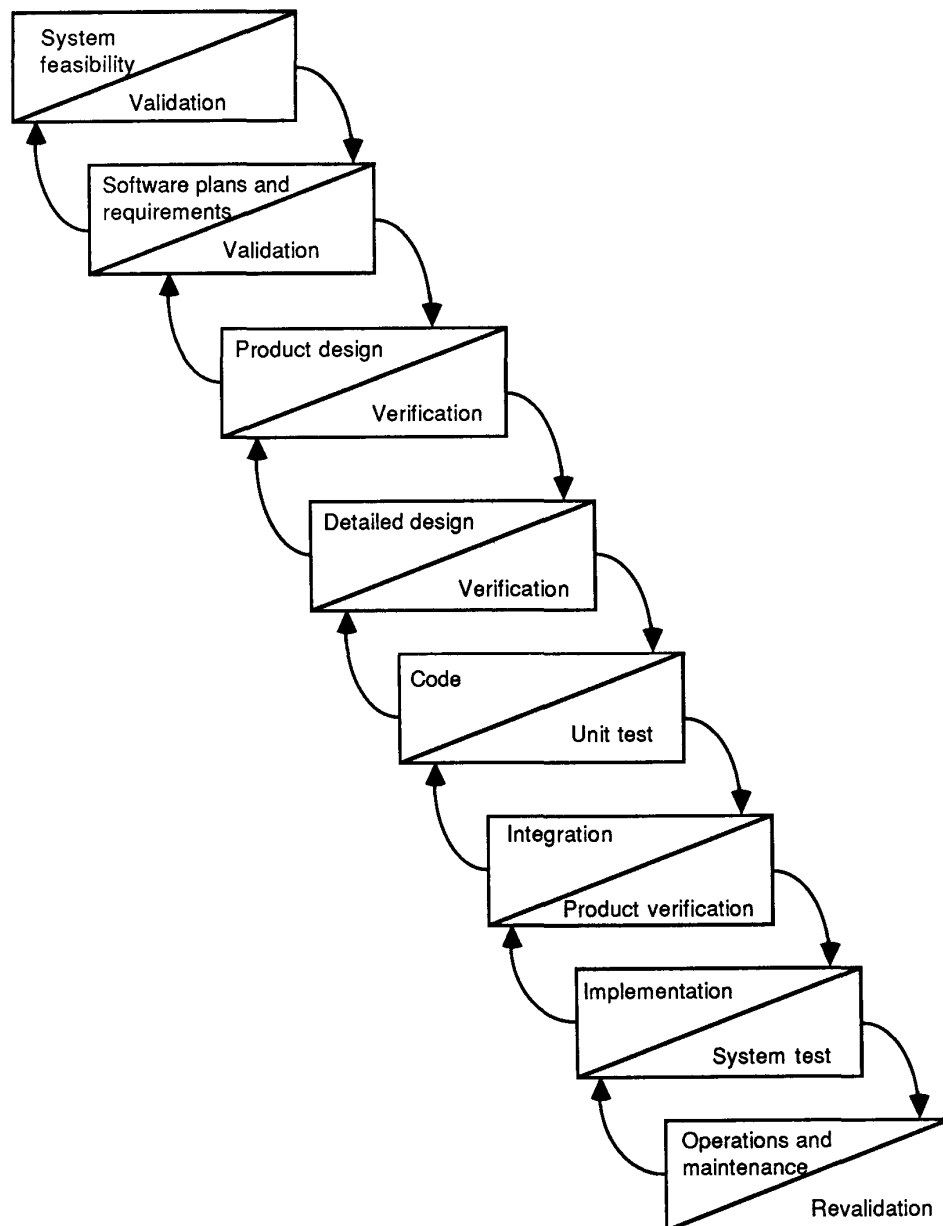 System
feasibility
Validation
Software plans and
requirements
Validation
Product design
Verification
Detailed design
Verification
Code
Unit test
Integration
Product verification
Implementation
System test
Operations and
maintenance
Revalidation